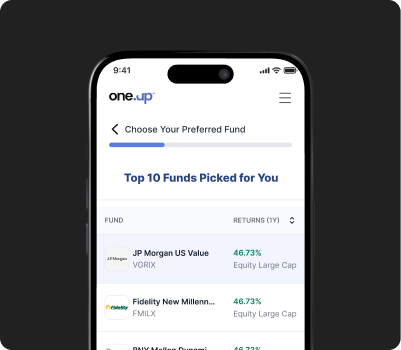 9:41
one.up™
Choose Your Preferred Fund
Top 10 Funds Picked for You
FUND
RETURNS (1Y)
J.P.Morgan
JP Morgan US Value
46.73%
VGRIX
Equity Large Cap
Fidelity
Fidelity New Millenn...
46.73%
FMILX
Equity Large Cap
BNY Mellon Dynami...
46.73%